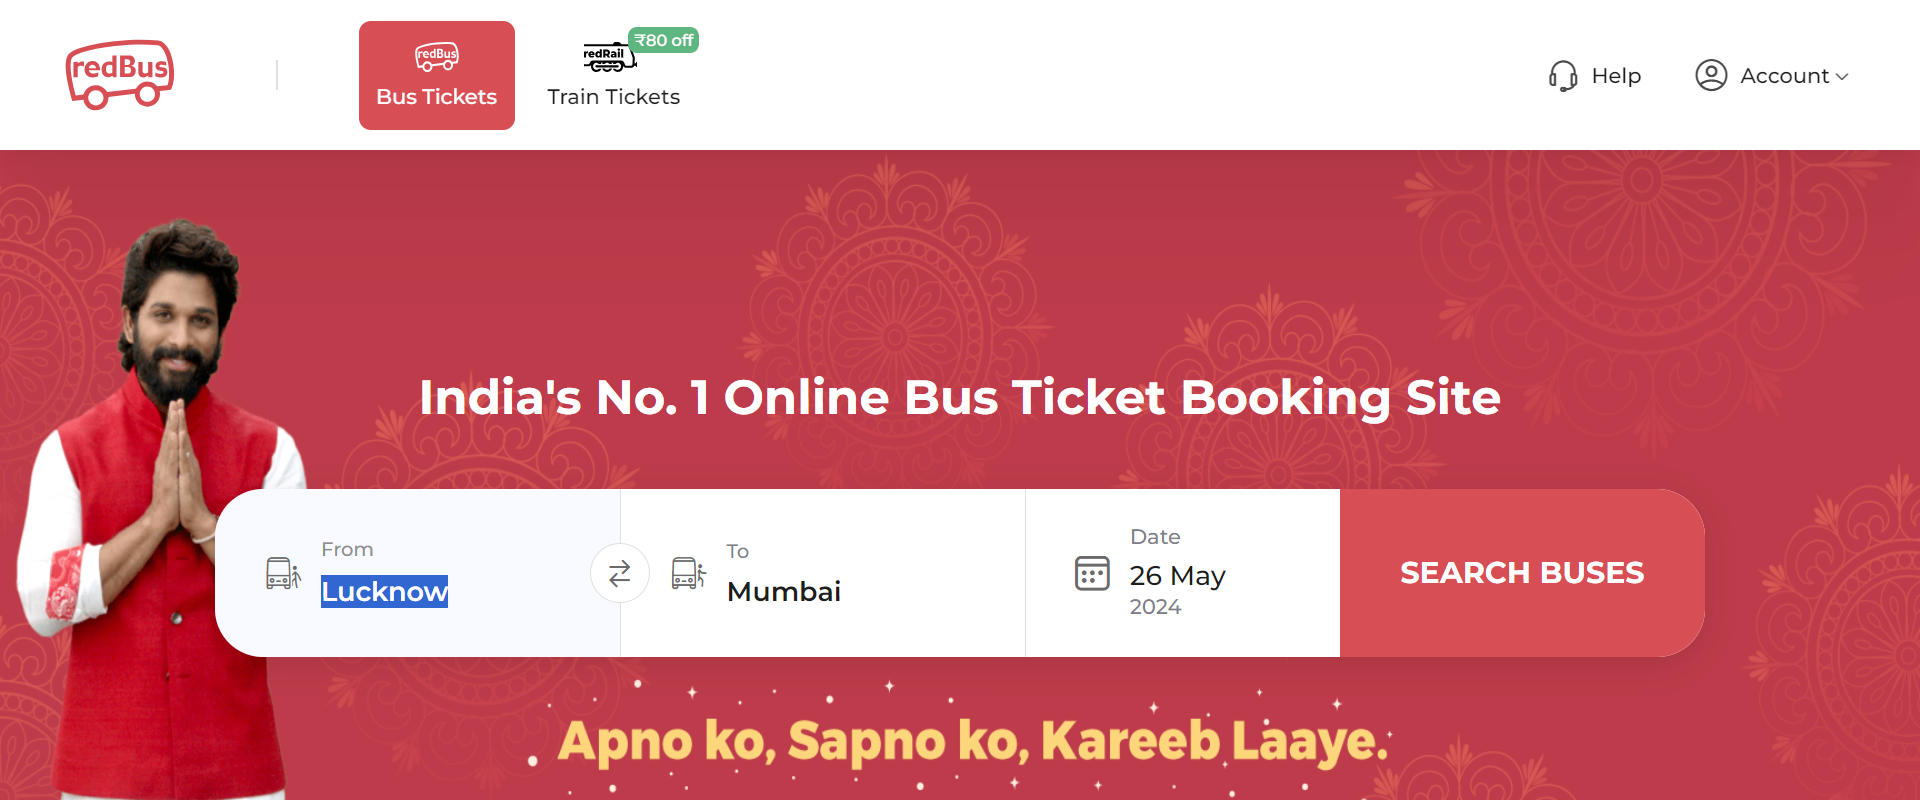 redBus
redBus
Bus Tickets
redRail
₹80 off
Train Tickets
Help
Account
India's No. 1 Online Bus Ticket Booking Site
From
Lucknow
To
Mumbai
Date
26 May
2024
SEARCH BUSES
Apno ko, Sapno ko, Kareeb Laaye.